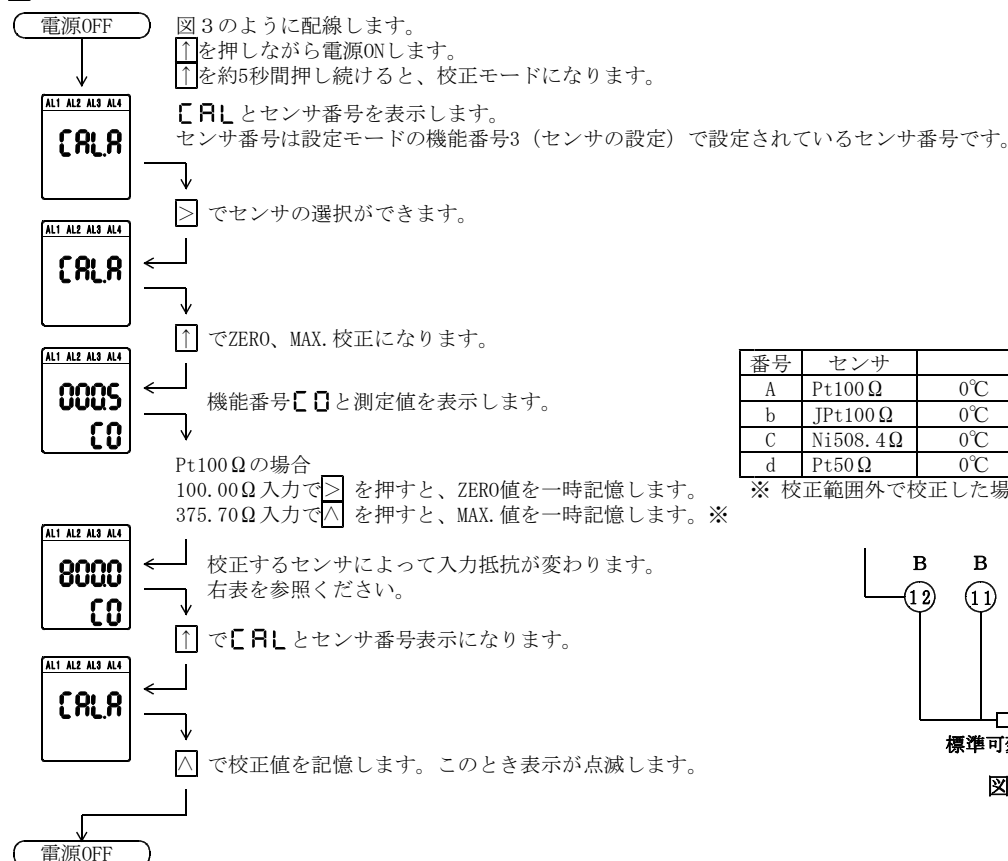 電源OFF
図３のように配線します。
↑を押しながら電源ONします。
↑を約5秒間押し続けると、校正モードになります。
AL1 AL2 AL3 AL4
CAL.A
CALとセンサ番号を表示します。
センサ番号は設定モードの機能番号3（センサの設定）で設定されているセンサ番号です。
> でセンサの選択ができます。
AL1 AL2 AL3 AL4
CAL.A
↑ でZERO、MAX.校正になります。
AL1 AL2 AL3 AL4
000.5
C0
機能番号C0と測定値を表示します。
Pt100Ωの場合
100.00Ω入力で> を押すと、ZERO値を一時記憶します。
375.70Ω入力で∧ を押すと、MAX.値を一時記憶します。※
AL1 AL2 AL3 AL4
800.0
C0
校正するセンサによって入力抵抗が変わります。
右表を参照ください。
↑ でCALとセンサ番号表示になります。
AL1 AL2 AL3 AL4
CAL.A
∧ で校正値を記憶します。このとき表示が点滅します。
電源OFF
番号 センサ
A Pt100Ω 0℃
b JPt100Ω 0℃
C Ni508.4Ω 0℃
d Pt50Ω 0℃
※ 校正範囲外で校正した場
B B
12 11
標準可
図